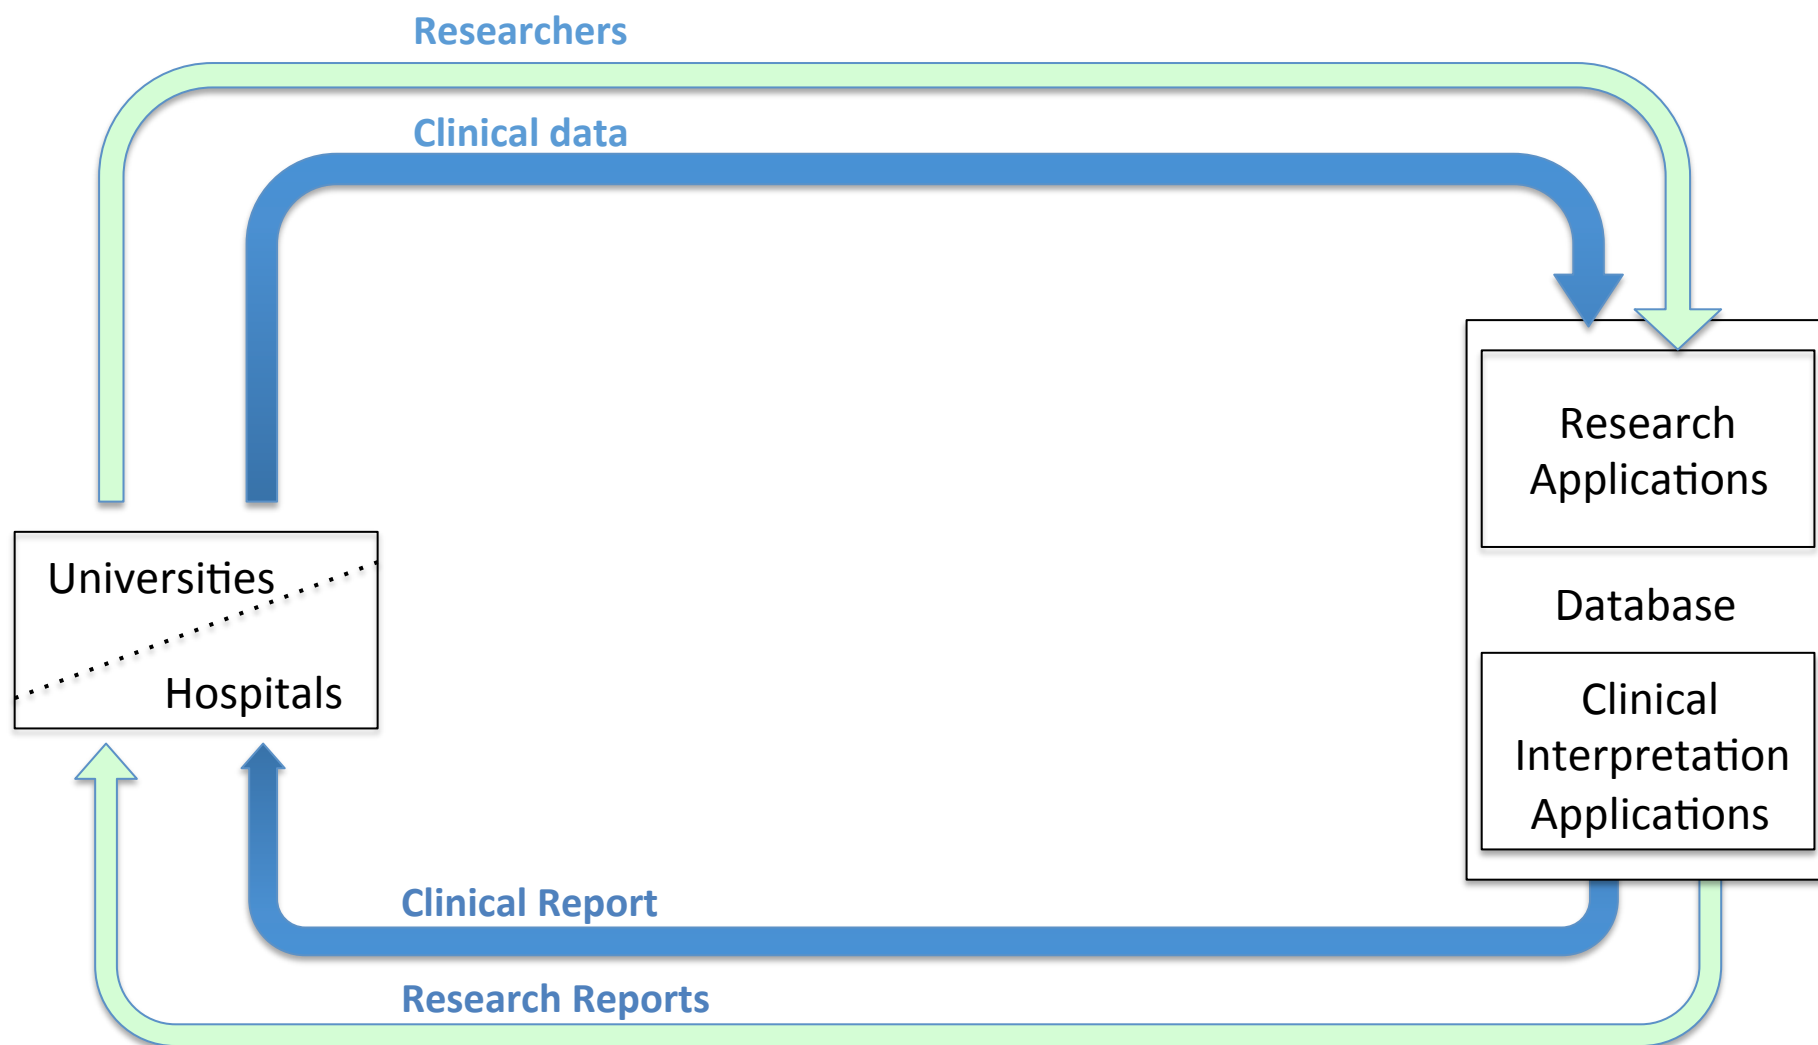 Researchers
Clinical data
Research
Applications
Universities
Database
Hospitals
Clinical
Interpretation
Applications
Clinical Report
Research Reports